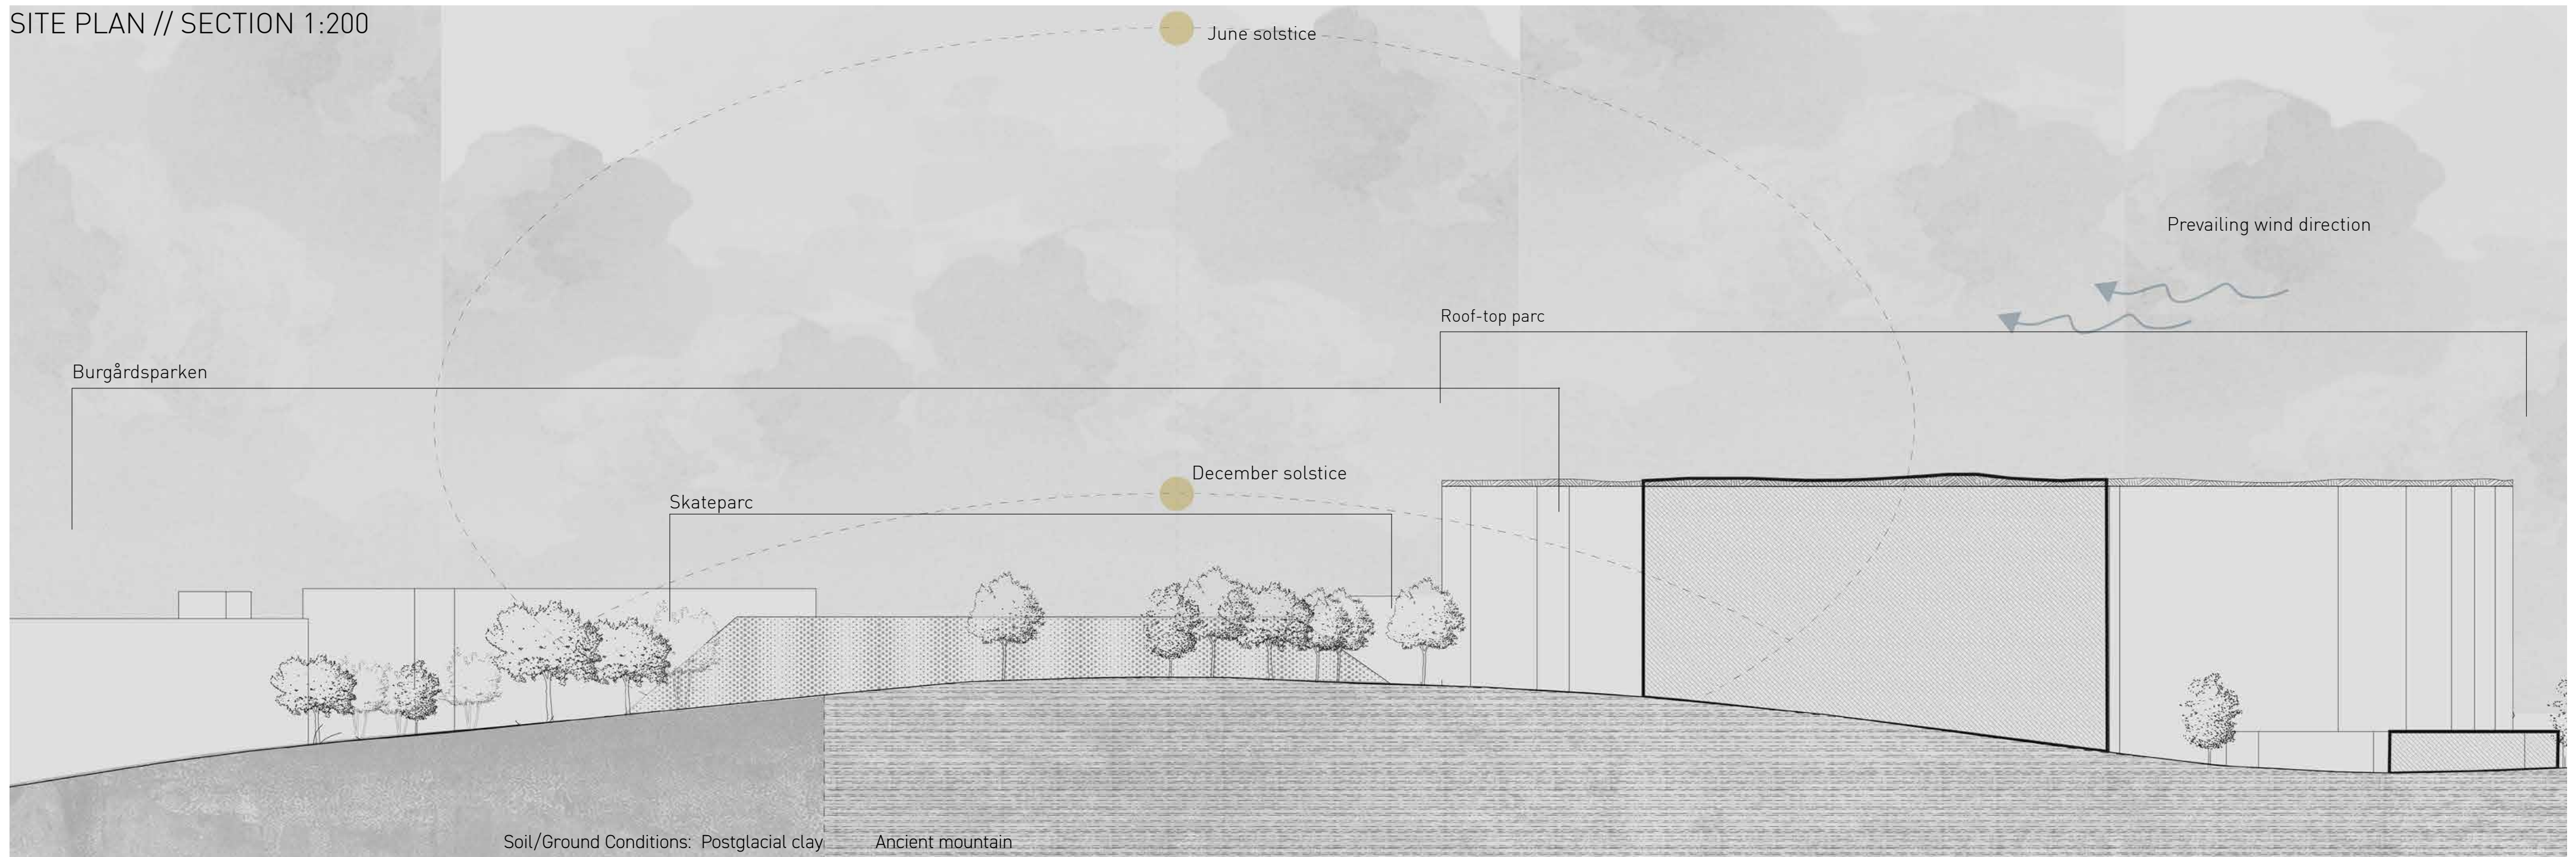 SITE PLAN // SECTION 1:200
June solstice
Prevailing wind direction
Roof-top parc
Burgårdsparken
December solstice
Skateparc
Soil/Ground Conditions: Postglacial clay
Ancient mountain